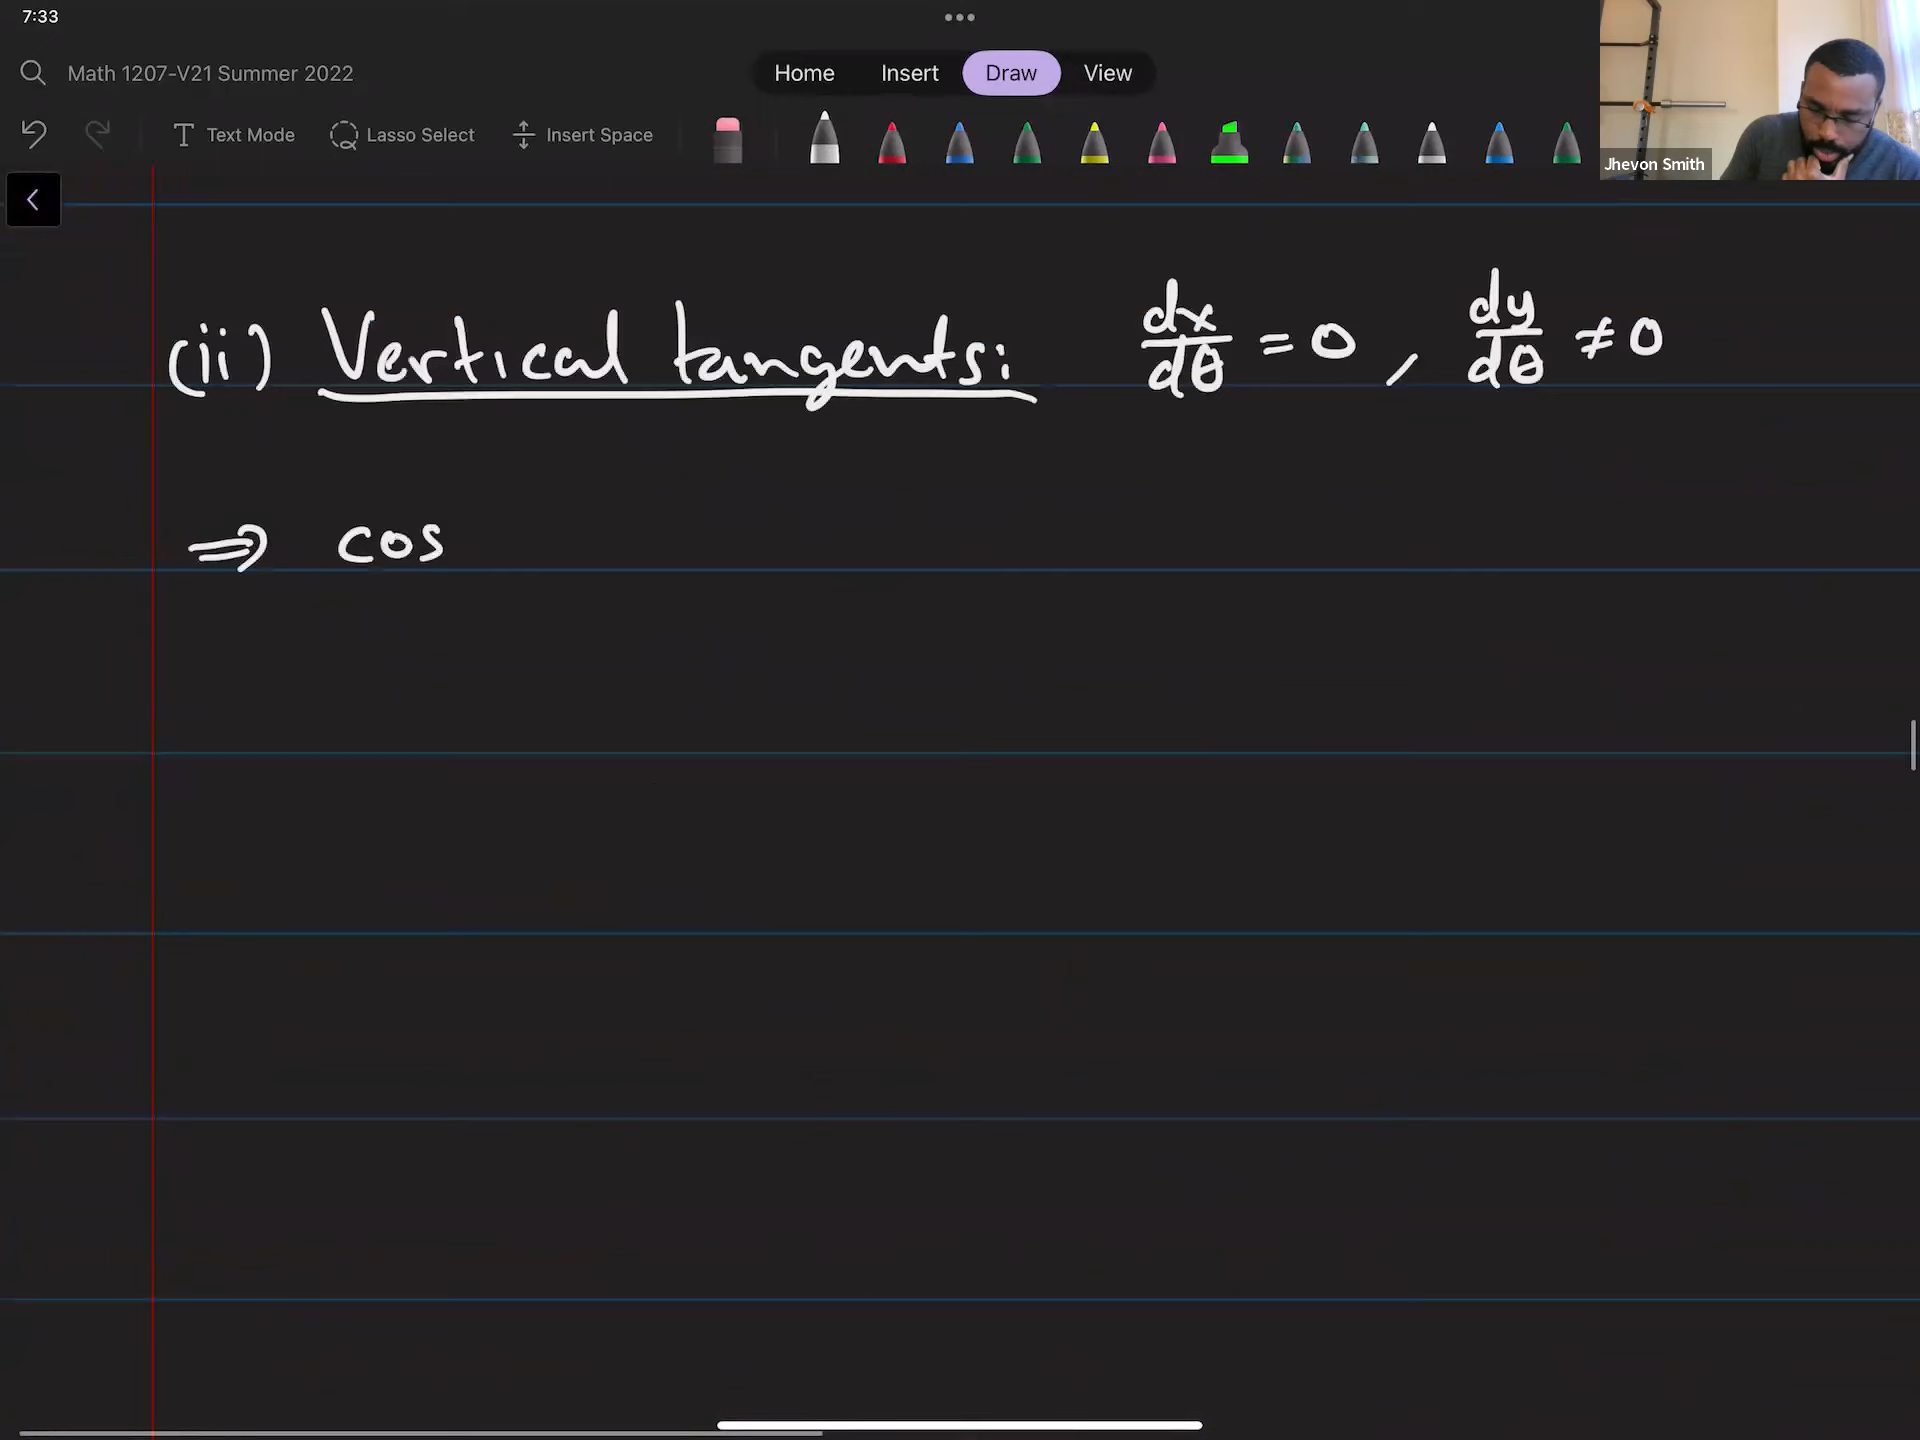 7:33
Math 1207-V21 Summer 2022
Home Insert Draw View
Text Mode Lasso Select Insert Space
Jhevon Smith
(ii) Vertical tangents: dx/dθ = 0, dy/dθ ≠ 0
⇒ cos